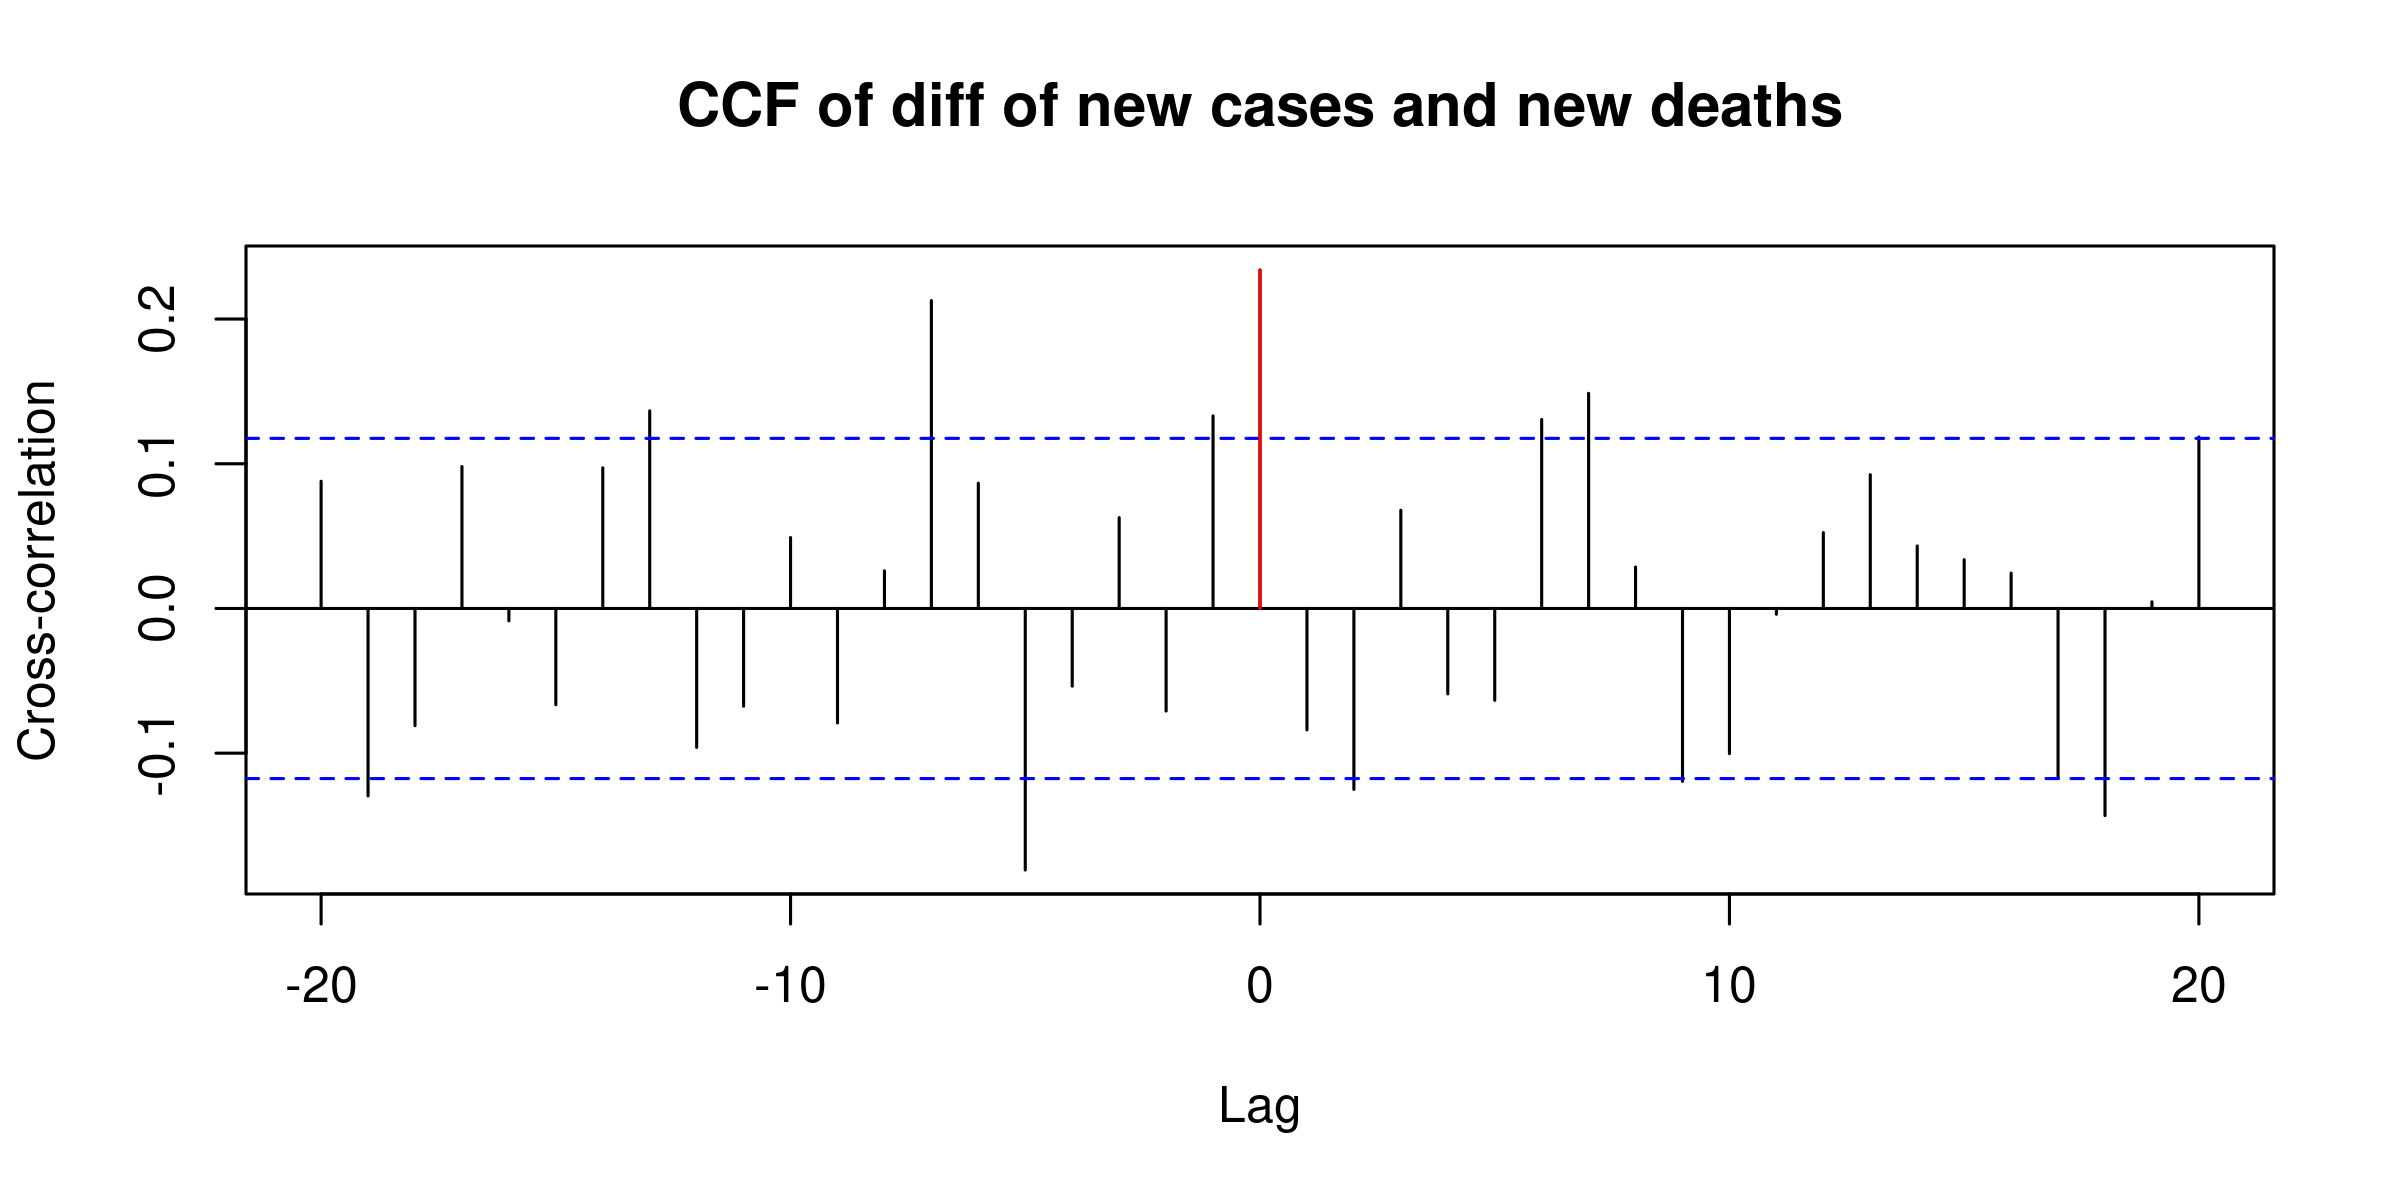 CCF of diff of new cases and new deaths
Cross-correlation
0.2
0.1
0.0
-0.1
-20 -10 0 10 20
Lag